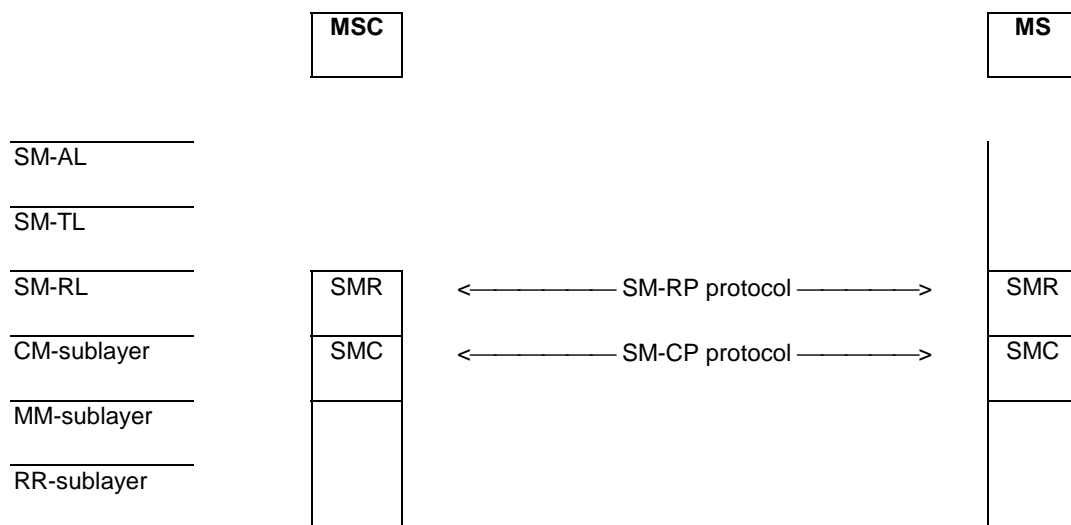 MSC MS
SM-AL
SM-TL
SM-RL SMR <—————— SM-RP protocol —————> SMR
CM-sublayer SMC <—————— SM-CP protocol —————> SMC
MM-sublayer
RR-sublayer